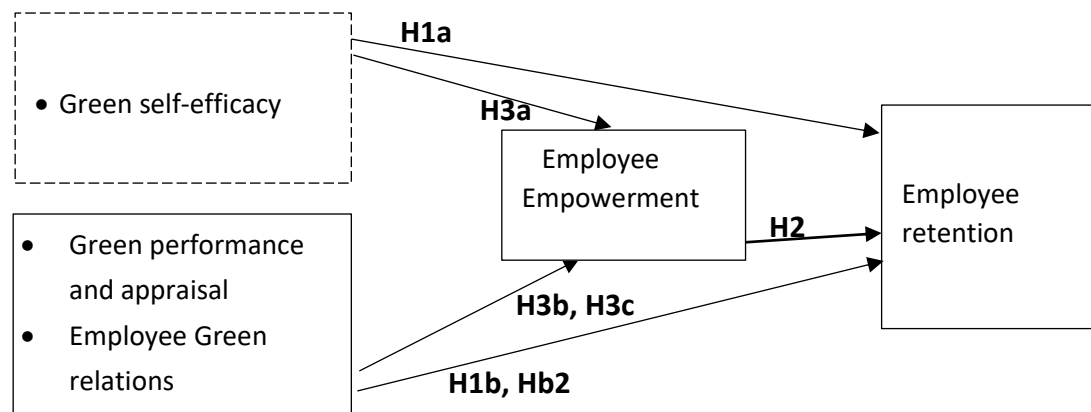 H1a
• Green self-efficacy
H3a
Employee
Empowerment
Employee
retention
H2
• Green performance
and appraisal
• Employee Green
relations
H3b, H3c
H1b, Hb2